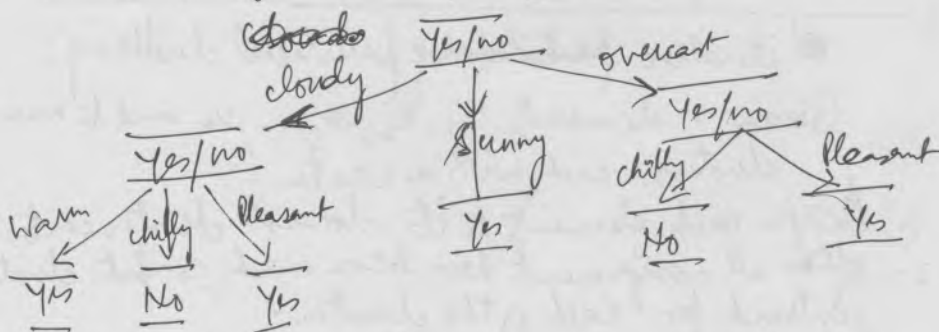 Yes/no
cloudy
Sunny
overcast
Yes/no
Yes/no
Warm
chilly
Pleasant
chilly
Pleasant
Yes
No
Yes
Yes
No
Yes